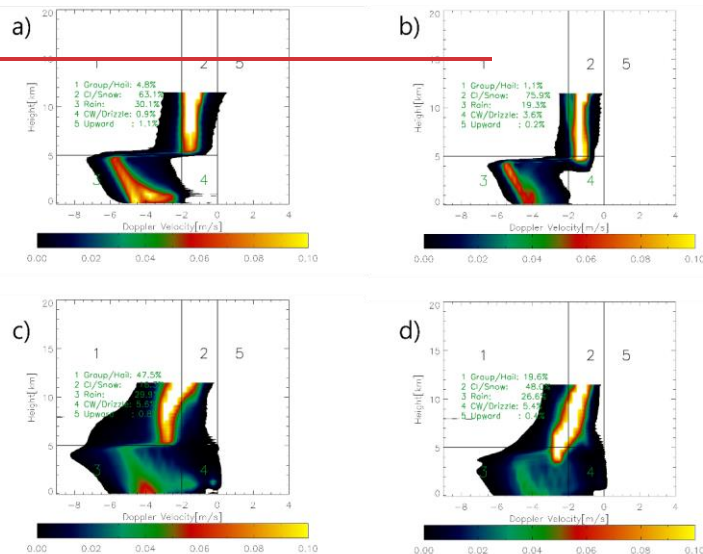 a)
20
15
10
5
0
Height[km]
1 2 5
1 Group/Hail: 4.8%
2 CI/Snow: 63.1%
3 Rain: 30.1%
4 CW/Drizzle: 0.9%
5 Upward : 1.1%
3 4
-8 -6 -4 -2 0 2 4
Doppler Velocity[m/s]
0.00 0.02 0.04 0.06 0.08 0.10
b)
20
15
10
5
0
Height[km]
1 2 5
1 Group/Hail: 1.1%
2 CI/Snow: 75.9%
3 Rain: 19.3%
4 CW/Drizzle: 3.6%
5 Upward : 0.2%
3 4
-8 -6 -4 -2 0 2 4
Doppler Velocity[m/s]
0.00 0.02 0.04 0.06 0.08 0.10
c)
20
15
10
5
0
Height[km]
1 2 5
1 Group/Hail: 47.5%
2 CI/Snow:
3 Rain:
4 CW/Drizzle:
5 Upward :
3 4
-8 -6 -4 -2 0 2 4
Doppler Velocity[m/s]
0.00 0.02 0.04 0.06 0.08 0.10
d)
20
15
10
5
0
Height[km]
1 2 5
1 Group/Hail: 19.6%
2 CI/Snow:
3 Rain: 26.6%
4 CW/Drizzle:
5 Upward :
3 4
-8 -6 -4 -2 0 2 4
Doppler Velocity[m/s]
0.00 0.02 0.04 0.06 0.08 0.10